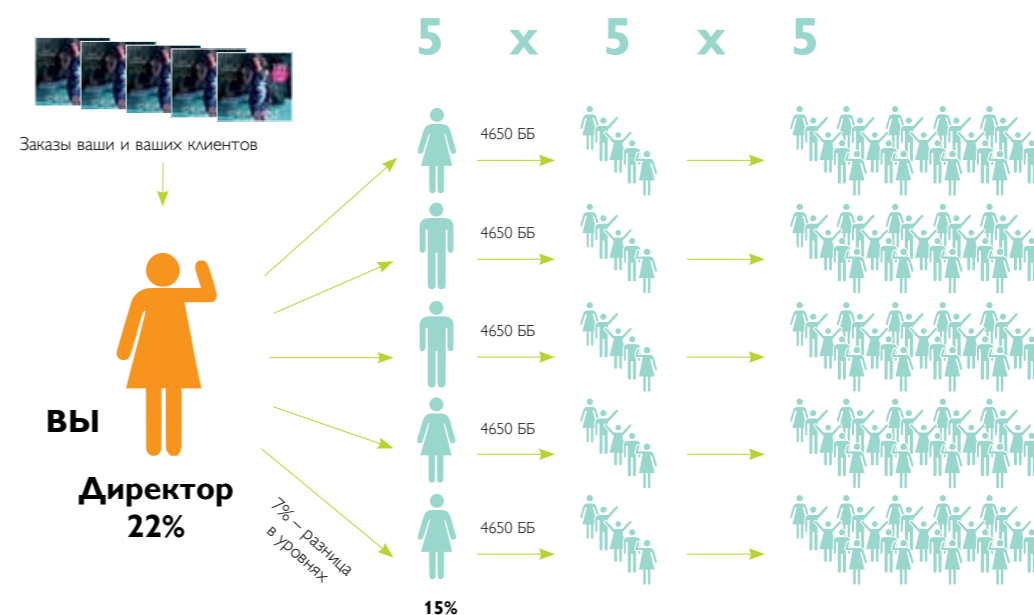 5 x 5 x 5
Заказы ваши и ваших клиентов
4650 ББ
4650 ББ
4650 ББ
4650 ББ
4650 ББ
ВЫ
Директор
22%
7% – разница
в уровнях
15%